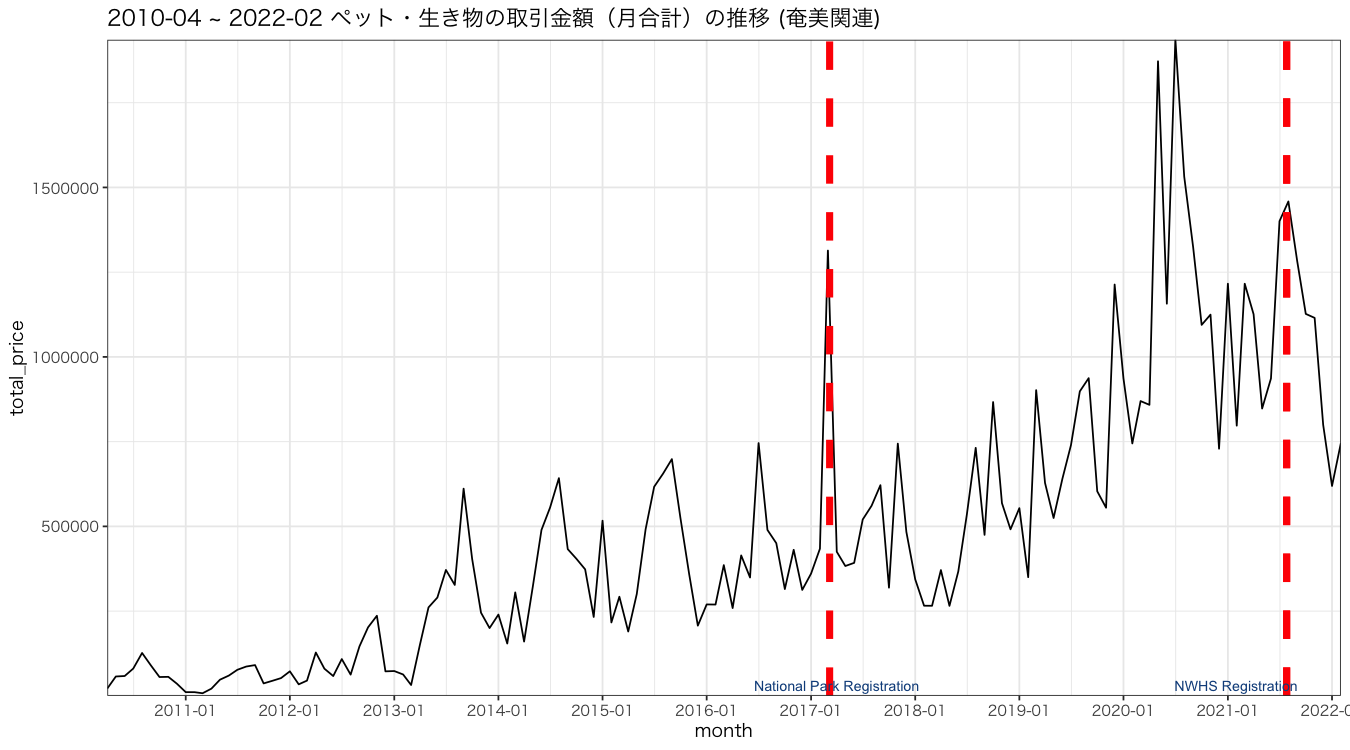 2010-04 ~ 2022-02 ペット・生き物の取引金額（月合計）の推移 (奄美関連)
total_price
1500000
1000000
500000
National Park Registration
NWHS Registration
2011-01 2012-01 2013-01 2014-01 2015-01 2016-01 2017-01 2018-01 2019-01 2020-01 2021-01 2022-0
month